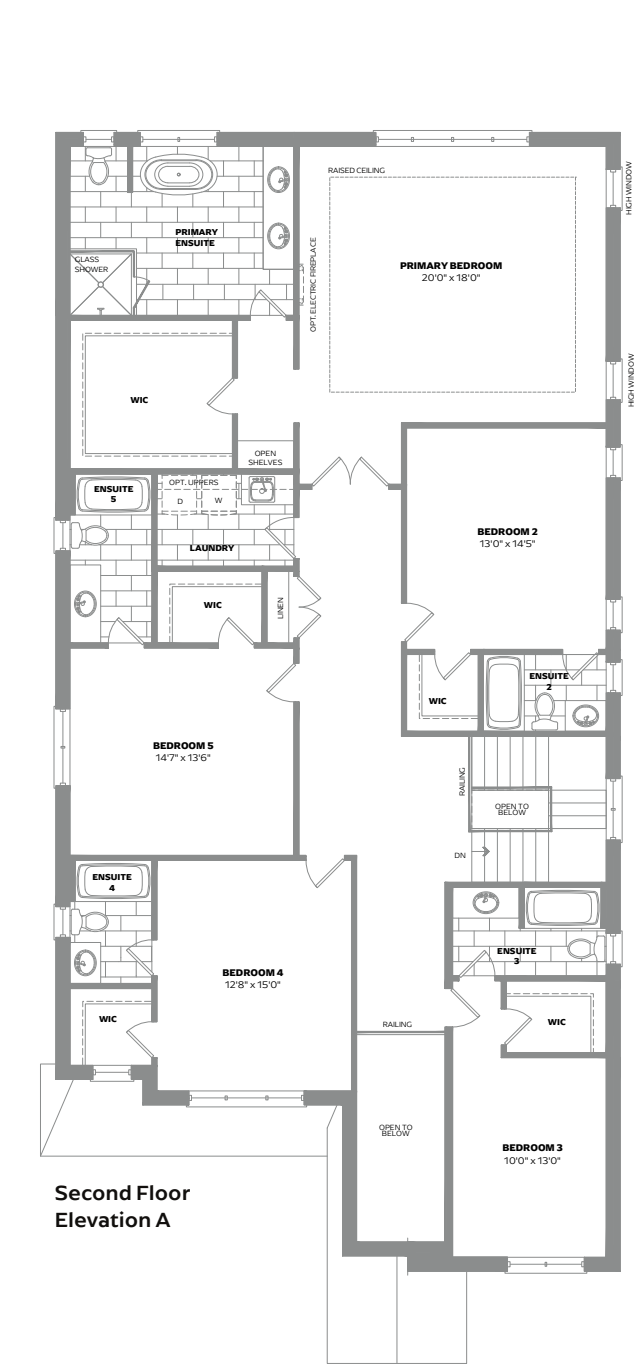 RAISED CEILING
HIGH WINDOW
PRIMARY
ENSUITE
GLASS
SHOWER
OPT. ELECTRIC FIREPLACE
PRIMARY BEDROOM
20'0" x 18'0"
HIGH WINDOW
WIC
OPEN
SHELVES
OPT. UPPERS
D
W
ENSUITE
5
LAUNDRY
BEDROOM 2
13'0" x 14'5"
WIC
LINEN
ENSUITE
2
WIC
BEDROOM 5
14'7" x 13'6"
RAILING
OPEN TO
BELOW
DN
ENSUITE
4
ENSUITE
3
BEDROOM 4
12'8" x 15'0"
WIC
RAILING
WIC
OPEN TO
BELOW
BEDROOM 3
10'0" x 13'0"
Second Floor
Elevation A